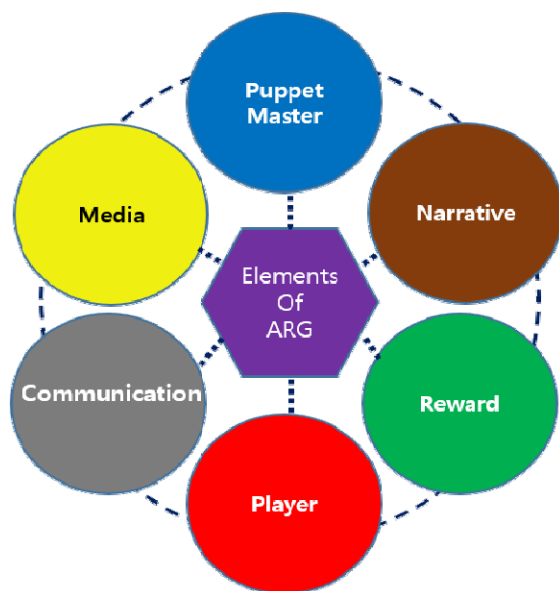 Puppet
Master
Media
Narrative
Elements
Of
ARG
Communication
Reward
Player